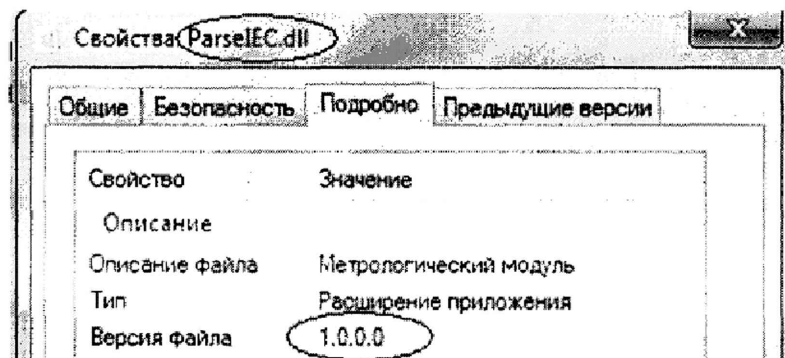 Свойства: ParseIEC.dll
Общие Безопасность Подробно Предыдущие версии
Свойство Значение
Описание
Описание файла Метрологический модуль
Тип Расширение приложения
Версия файла 1.0.0.0